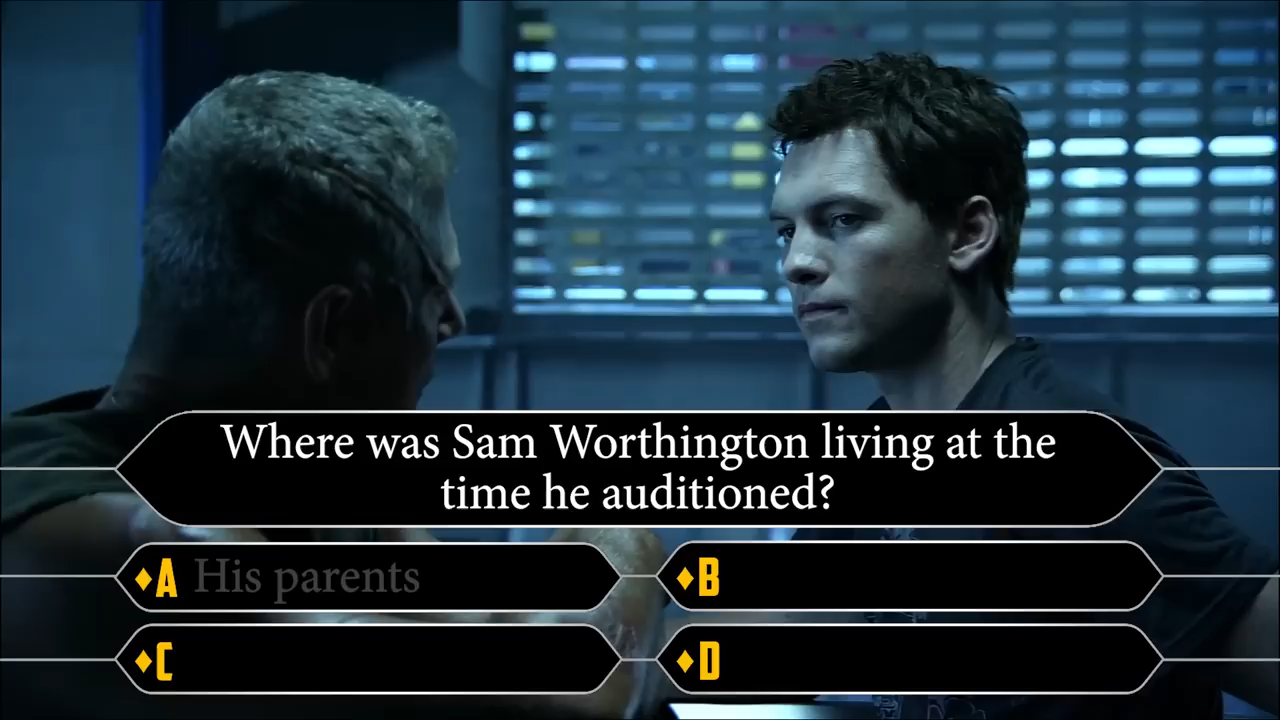 Where was Sam Worthington living at the
time he auditioned?
A His parents
B
C
D